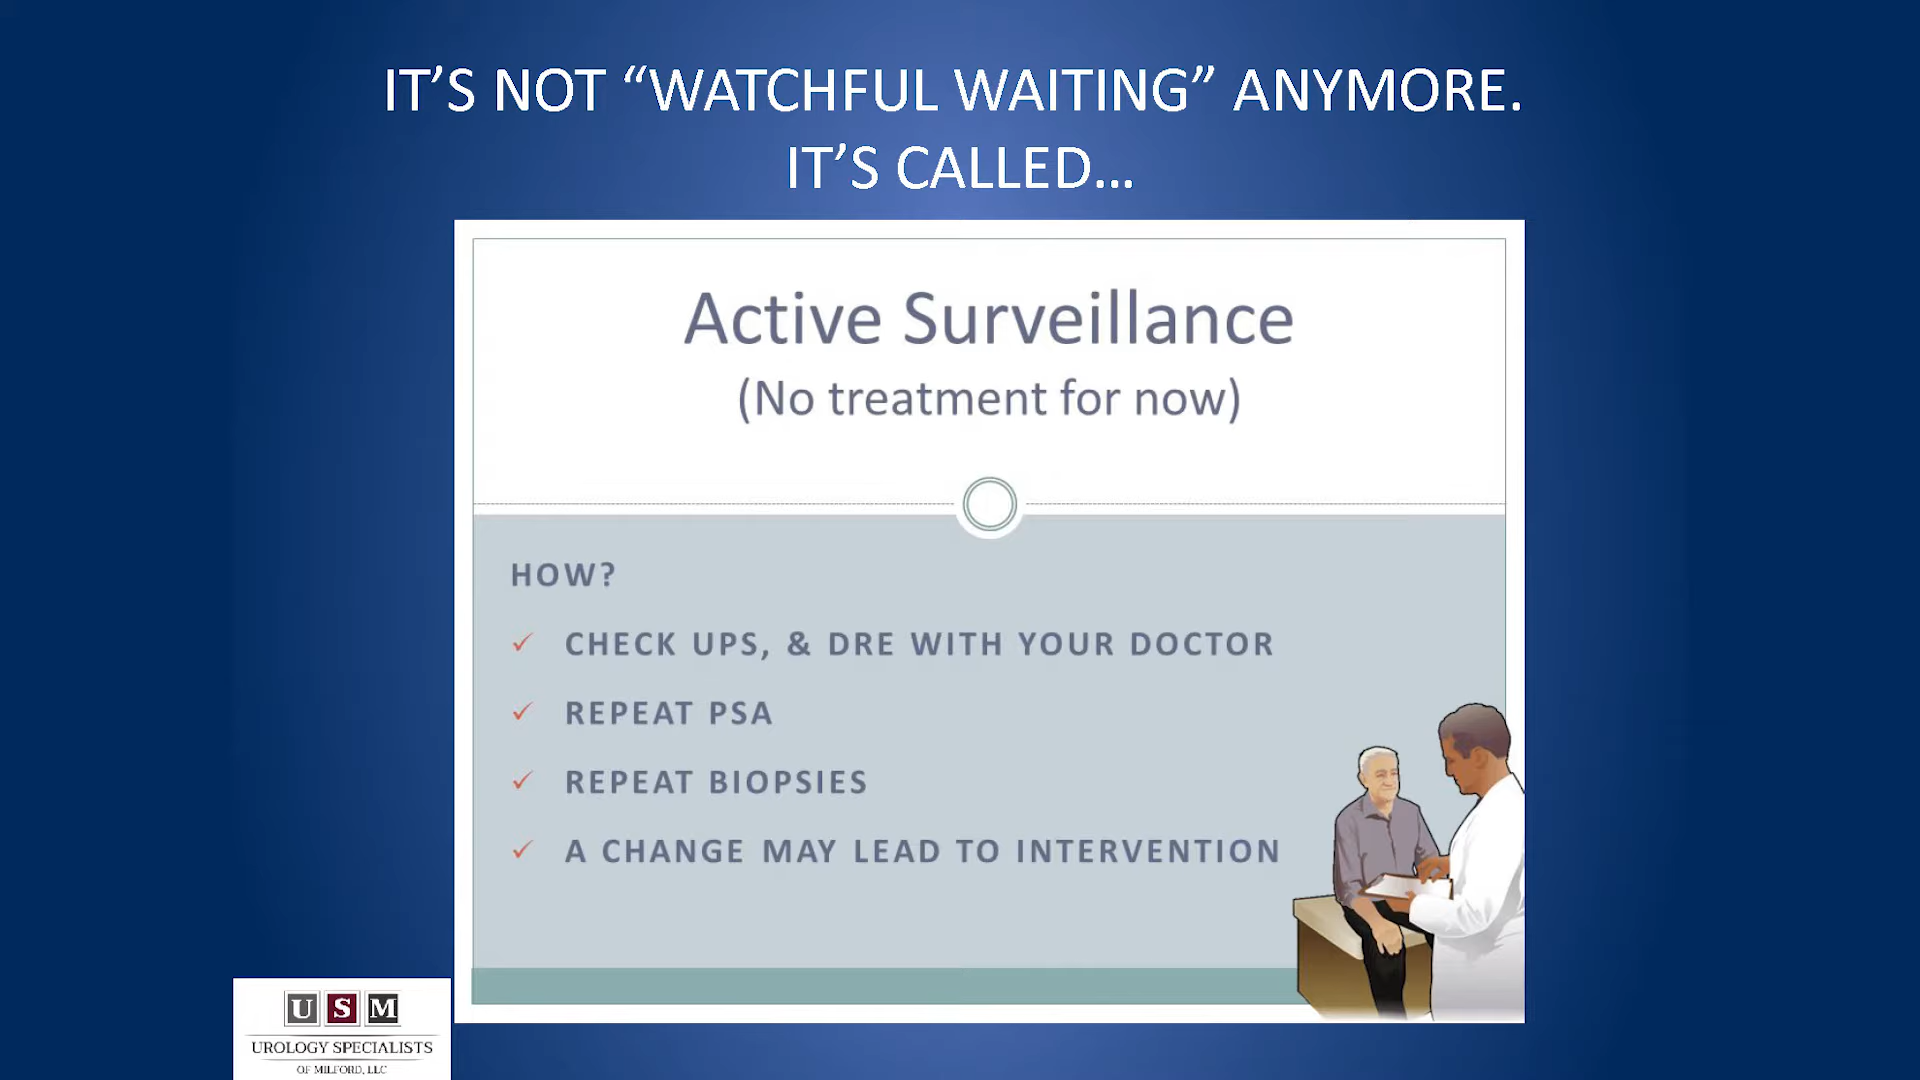 IT’S NOT “WATCHFUL WAITING” ANYMORE.
IT’S CALLED…
Active Surveillance
(No treatment for now)
HOW?
✓ CHECK UPS, & DRE WITH YOUR DOCTOR
✓ REPEAT PSA
✓ REPEAT BIOPSIES
✓ A CHANGE MAY LEAD TO INTERVENTION
USM
UROLOGY SPECIALISTS
OF MILFORD, LLC